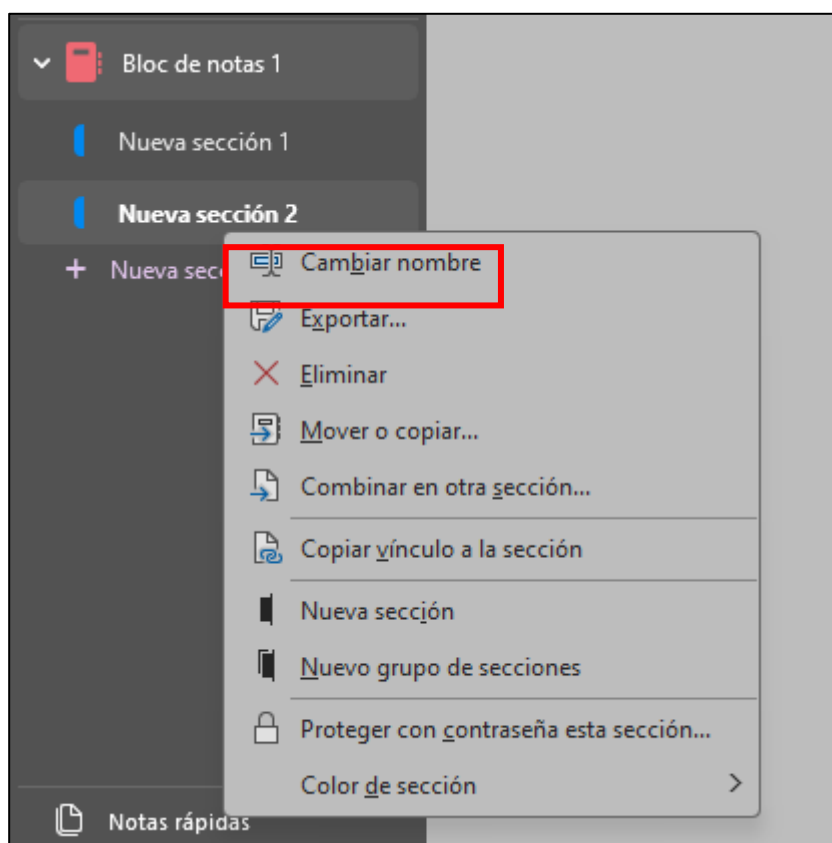 Bloc de notas 1
Nueva sección 1
Nueva sección 2
+ Nueva
Cambiar nombre
Exportar...
Eliminar
Mover o copiar...
Combinar en otra sección...
Copiar vínculo a la sección
Nueva sección
Nuevo grupo de secciones
Proteger con contraseña esta sección...
Color de sección
Notas rápidas